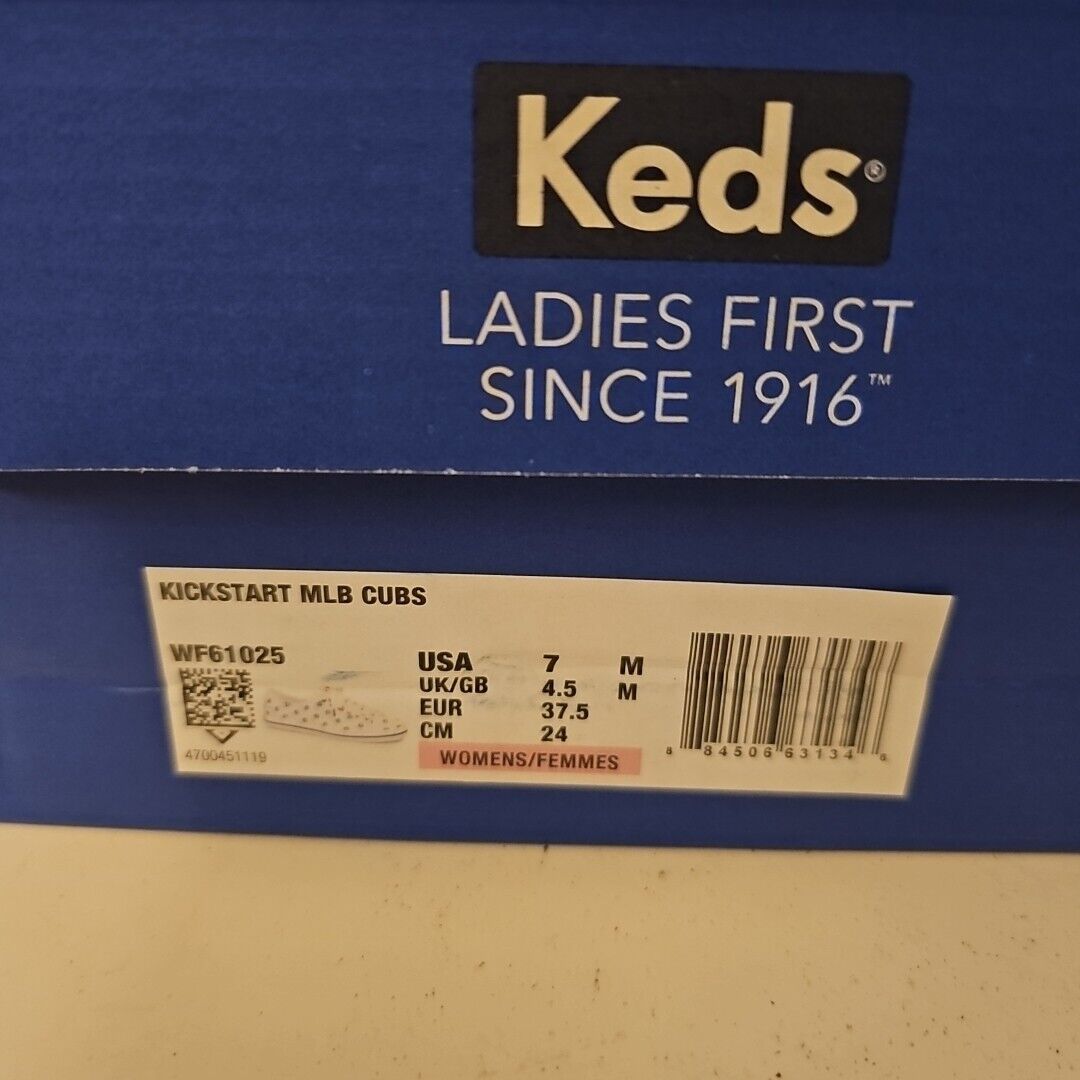 Keds®
LADIES FIRST
SINCE 1916™
KICKSTART MLB CUBS
WF61025
4700451119
USA 7 M
UK/GB 4.5 M
EUR 37.5
CM 24
WOMENS/FEMMES
8 84506 63134 6